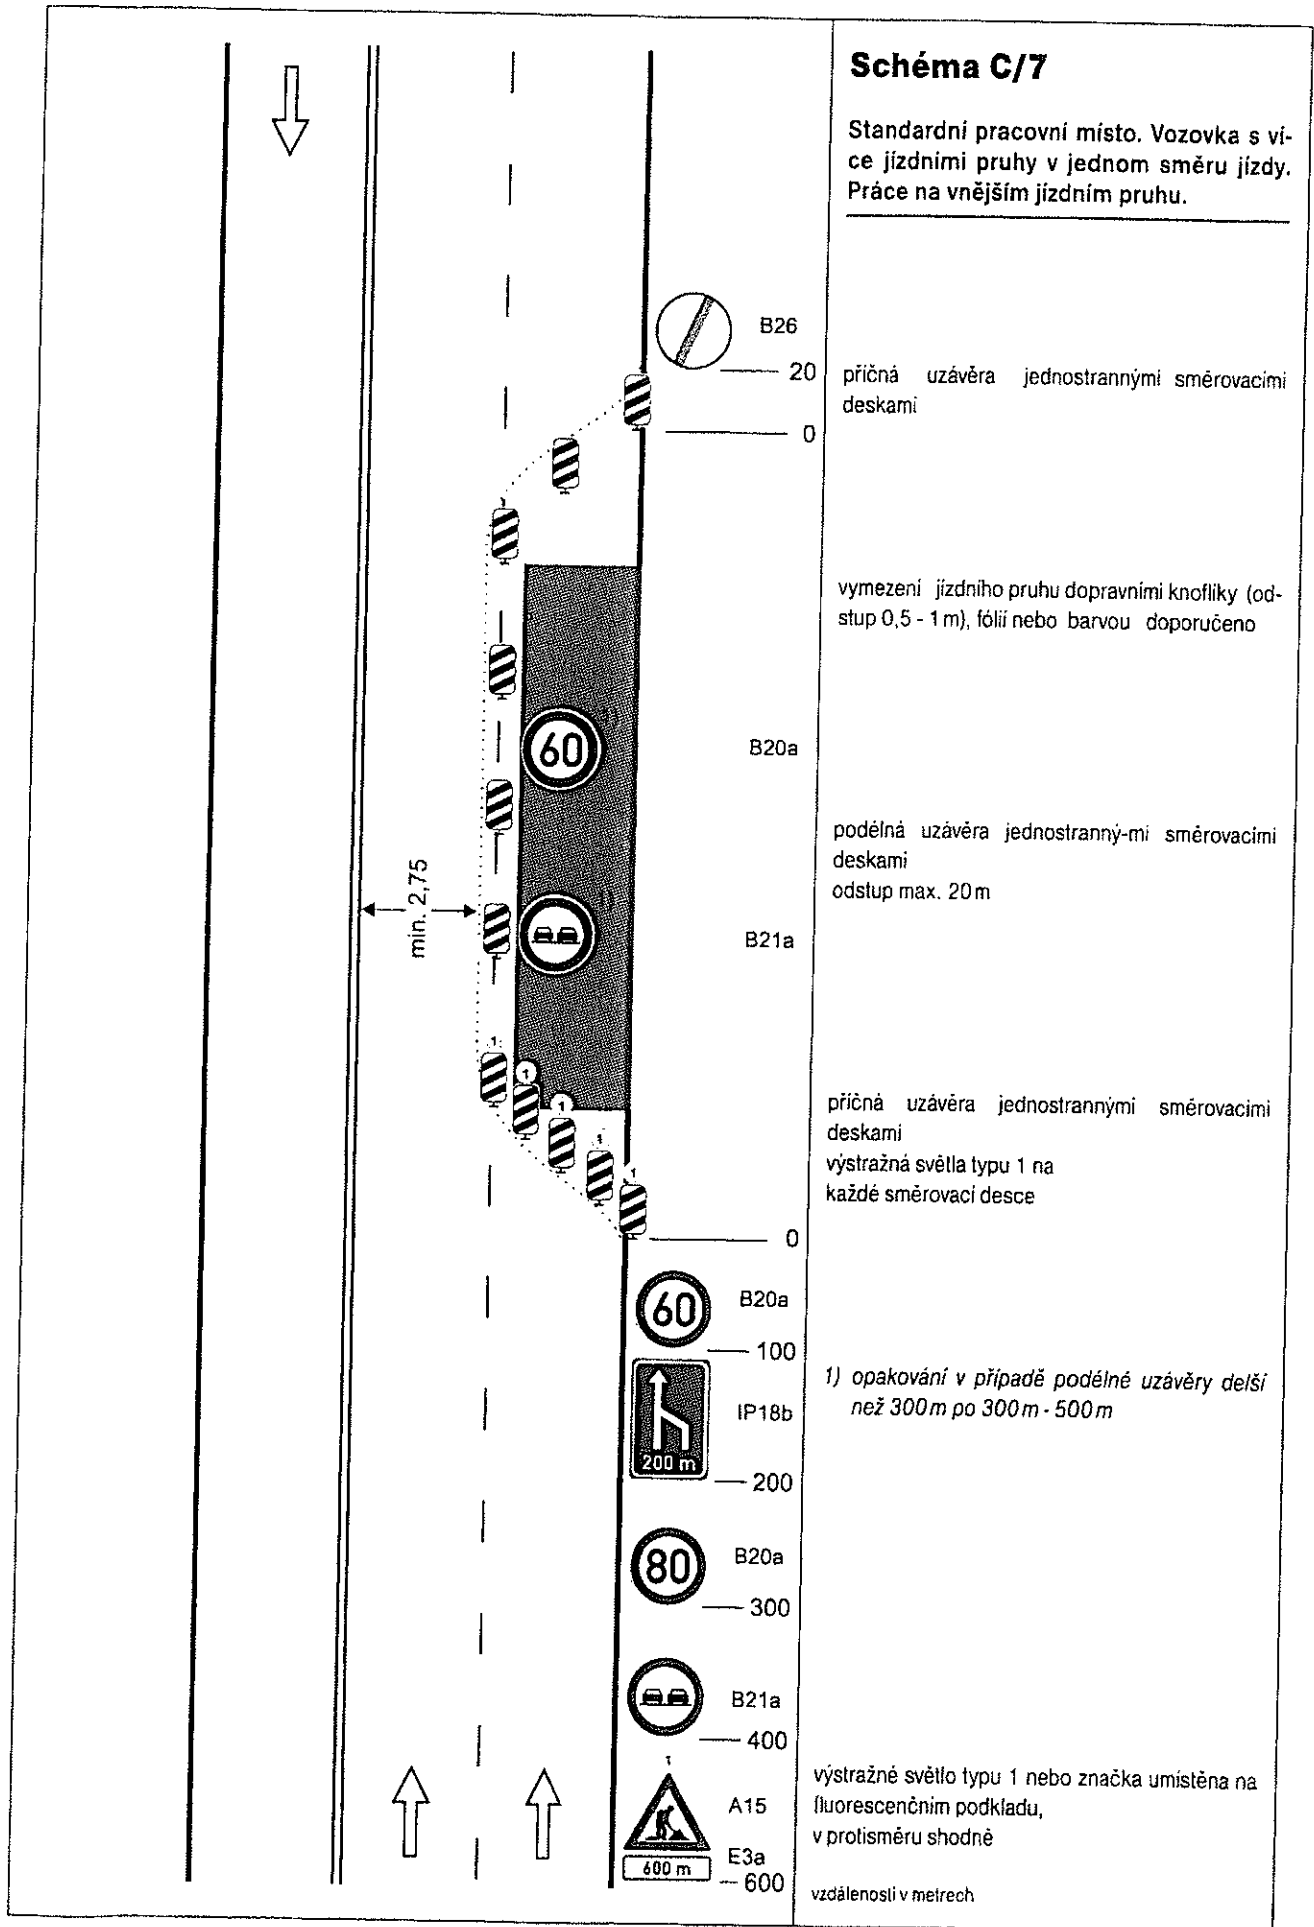 Schéma C/7
Standardní pracovní místo. Vozovka s ví-
ce jízdními pruhy v jednom směru jízdy.
Práce na vnějším jízdním pruhu.
B26
20
příčná uzávěra jednostrannými směrovacími
deskami
0
1
vymezení jízdního pruhu dopravními knoflíky (od-
stup 0,5 - 1 m), fólií nebo barvou doporučeno
1)
60
B20a
podélná uzávěra jednostranný-mi směrovacími
deskami
odstup max. 20 m
min. 2,75
1)
B21a
1
1
1
1
1
příčná uzávěra jednostrannými směrovacími
deskami
výstražná světla typu 1 na
každé směrovací desce
0
60
B20a
100
1) opakování v případě podélné uzávěry delší
než 300 m po 300 m - 500 m
IP18b
200 m
200
80
B20a
300
B21a
400
1
výstražné světlo typu 1 nebo značka umístěna na
fluorescenčním podkladu,
v protisměru shodně
A15
E3a
600 m
600
vzdálenosti v metrech